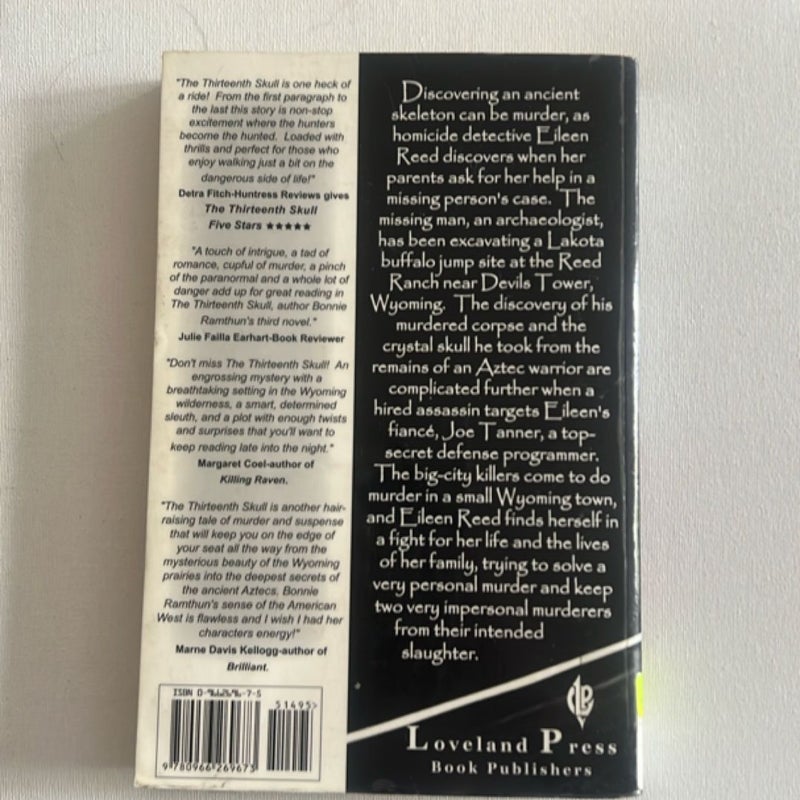 "The Thirteenth Skull is one heck of
a ride! From the first paragraph to
the last this story is non-stop
excitement where the hunters
become the hunted. Loaded with
thrills and perfect for those who
enjoy walking just a bit on the
dangerous side of life!"
Detra Fitch-Huntress Reviews gives
The Thirteenth Skull
Five Stars ★★★★★
"A touch of intrigue, a tad of
romance, cupful of murder, a pinch
of the paranormal and a whole lot of
danger add up for great reading in
The Thirteenth Skull, author Bonnie
Ramthun's third novel."
Julie Failla Earhart-Book Reviewer
"Don't miss The Thirteenth Skull! An
engrossing mystery with a
breathtaking setting in the Wyoming
wilderness, a smart, determined
sleuth, and a plot with enough twists
and surprises that you'll want to
keep reading late into the night."
Margaret Coel-author of
Killing Raven.
"The Thirteenth Skull is another hair-
raising tale of murder and suspense
that will keep you on the edge of
your seat all the way from the
mysterious beauty of the Wyoming
prairies into the deepest secrets of
the ancient Aztecs. Bonnie
Ramthun's sense of the American
West is flawless and I wish I had her
characters energy!"
Marne Davis Kellogg-author of
Brilliant.
ISBN 0-9662696-7-5
51495>
9 780966 269673
Discovering an ancient
skeleton can be murder, as
homicide detective Eileen
Reed discovers when her
parents ask for her help in a
missing person's case. The
missing man, an archaeologist,
has been excavating a Lakota
buffalo jump site at the Reed
Ranch near Devils Tower,
Wyoming. The discovery of his
murdered corpse and the
crystal skull he took from the
remains of an Aztec warrior are
complicated further when a
hired assassin targets Eileen's
fiancé, Joe Tanner, a top-
secret defense programmer.
The big-city killers come to do
murder in a small Wyoming town,
and Eileen Reed finds herself in
a fight for her life and the lives
of her family, trying to solve a
very personal murder and keep
two very impersonal murderers
from their intended
slaughter.
LP
Loveland Press
Book Publishers